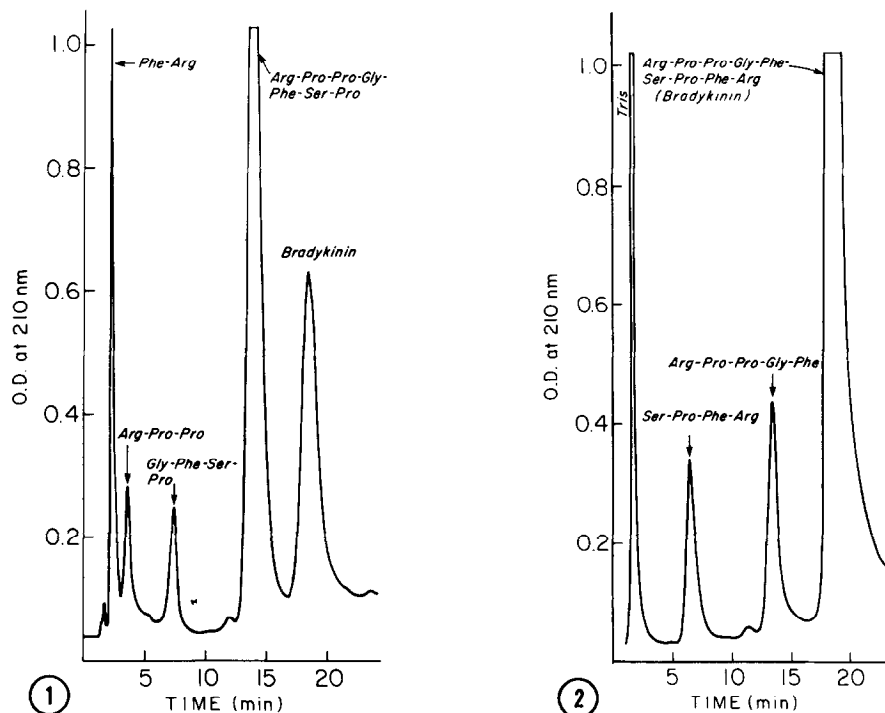 1.0
0.8
0.6
0.4
0.2
O.D. at 210 nm
Phe-Arg
Arg-Pro-Pro-Gly-
Phe-Ser-Pro
Bradykinin
Arg-Pro-Pro
Gly-Phe-Ser-
Pro
5 10 15 20
TIME (min)
1
1.0
0.8
0.6
0.4
0.2
O.D. at 210 nm
Tris
Arg-Pro-Pro-Gly-Phe-
Ser-Pro-Phe-Arg
(Bradykinin)
Arg-Pro-Pro-Gly-Phe
Ser-Pro-Phe-Arg
5 10 15 20
TIME (min)
2